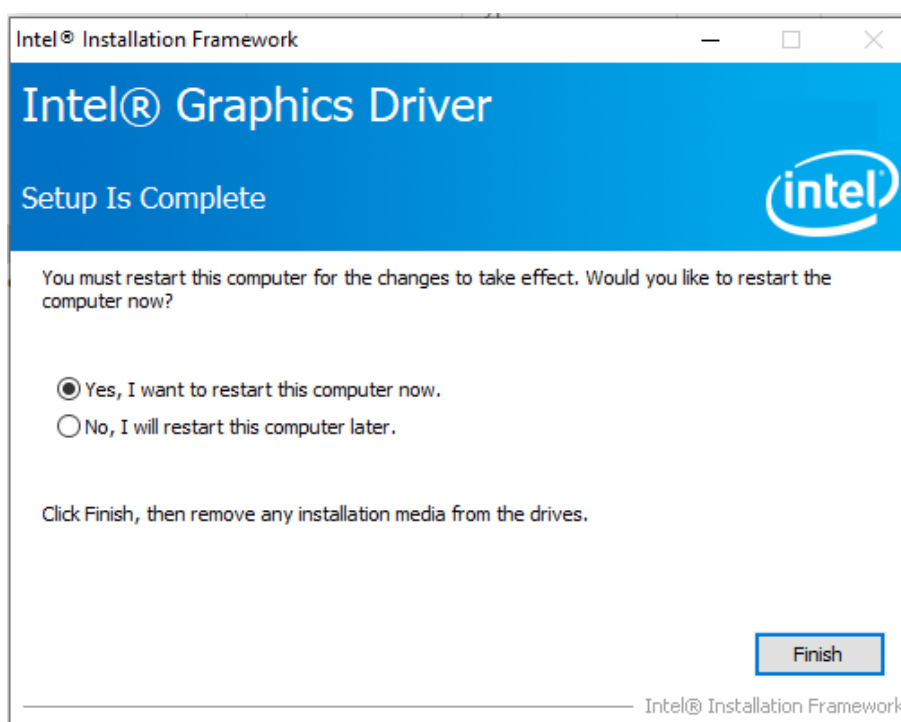 Intel® Installation Framework
Intel® Graphics Driver
Setup Is Complete
intel
You must restart this computer for the changes to take effect. Would you like to restart the
computer now?
Yes, I want to restart this computer now.
No, I will restart this computer later.
Click Finish, then remove any installation media from the drives.
Finish
Intel® Installation Framework